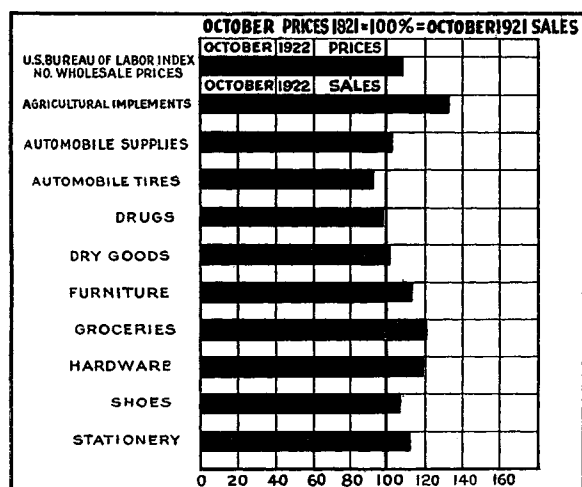 OCTOBER PRICES 1821 = 100% = OCTOBER 1921 SALES
OCTOBER 1922 PRICES
U.S. BUREAU OF LABOR INDEX
NO. WHOLESALE PRICES
OCTOBER 1922 SALES
AGRICULTURAL IMPLEMENTS
AUTOMOBILE SUPPLIES
AUTOMOBILE TIRES
DRUGS
DRY GOODS
FURNITURE
GROCERIES
HARDWARE
SHOES
STATIONERY
0 20 40 60 80 100 120 140 160